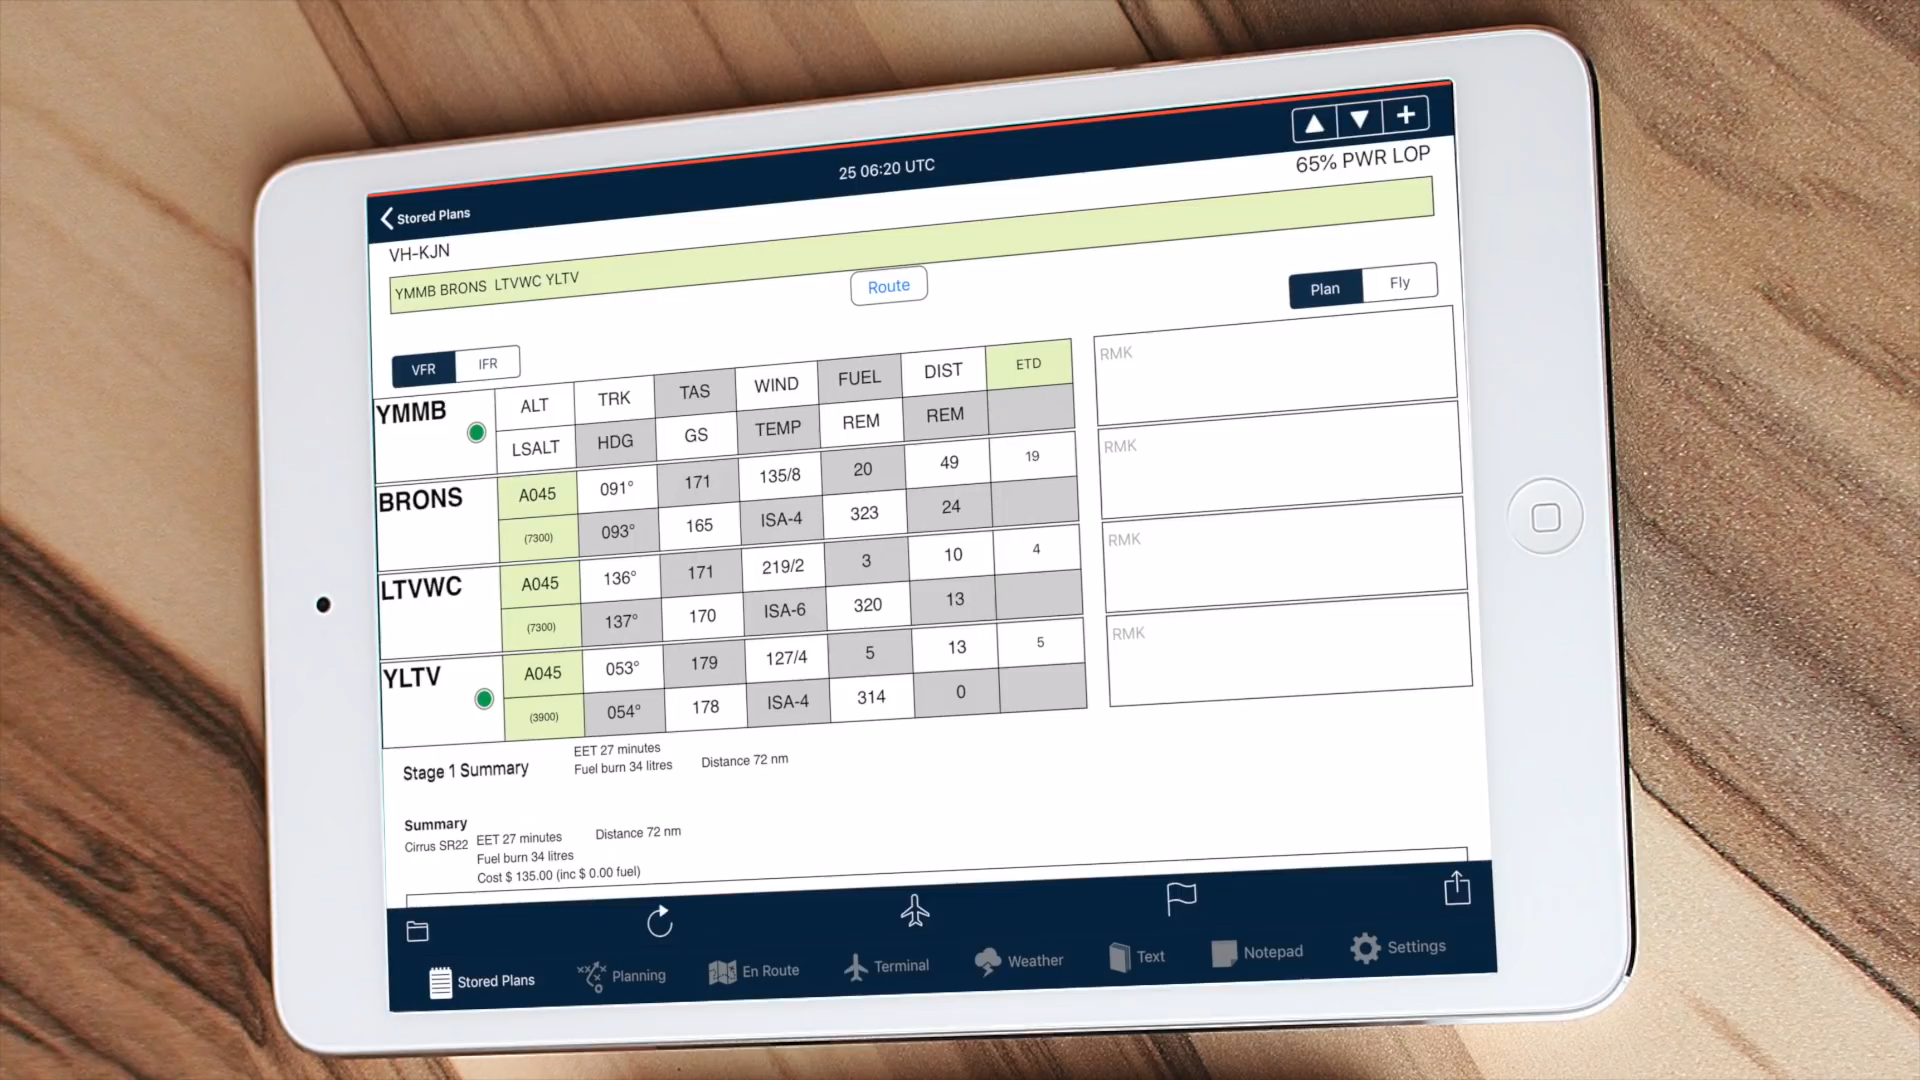 25 06:20 UTC
Stored Plans
65% PWR LOP
VH-KJN
YMMB BRONS LTVWC YLTV
Route
Plan Fly
VFR IFR
YMMB ALT TRK TAS WIND FUEL DIST ETD
LSALT HDG GS TEMP REM REM
BRONS A045 091° 171 135/8 20 49 19
(7300) 093° 165 ISA-4 323 24
LTVWC A045 136° 171 219/2 3 10 4
(7300) 137° 170 ISA-6 320 13
YLTV A045 053° 179 127/4 5 13 5
(3900) 054° 178 ISA-4 314 0
RMK
RMK
RMK
RMK
Stage 1 Summary
EET 27 minutes
Fuel burn 34 litres
Distance 72 nm
Summary
Cirrus SR22
EET 27 minutes
Distance 72 nm
Fuel burn 34 litres
Cost $ 135.00 (inc $ 0.00 fuel)
Stored Plans Planning En Route Terminal Weather Text Notepad Settings